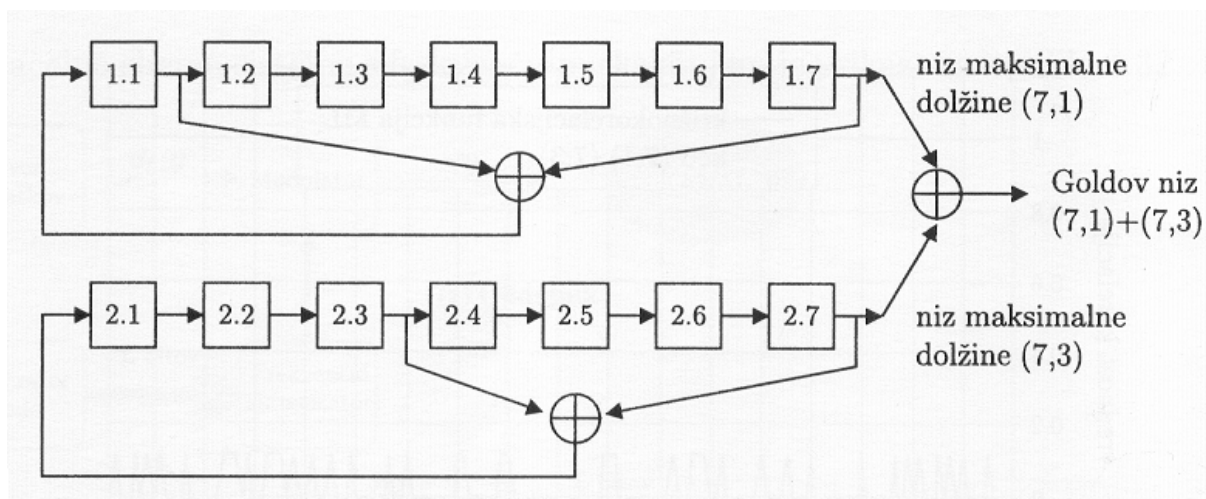 1.1 1.2 1.3 1.4 1.5 1.6 1.7
niz maksimalne
dolžine (7,1)
Goldov niz
(7,1)+(7,3)
2.1 2.2 2.3 2.4 2.5 2.6 2.7
niz maksimalne
dolžine (7,3)